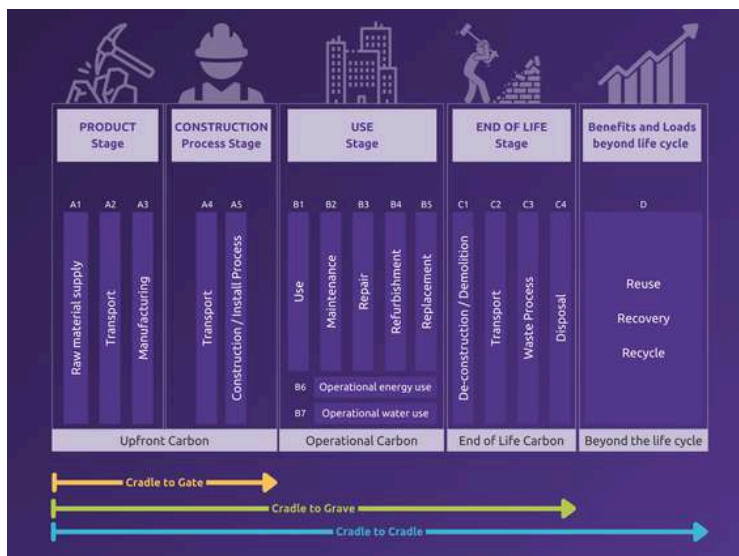 PRODUCT
Stage
CONSTRUCTION
Process Stage
USE
Stage
END OF LIFE
Stage
Benefits and Loads
beyond life cycle
A1
A2
A3
A4
A5
B1
B2
B3
B4
B5
C1
C2
C3
C4
D
Raw material supply
Transport
Manufacturing
Transport
Construction / Install Process
Use
Maintenance
Repair
Refurbishment
Replacement
B6 Operational energy use
B7 Operational water use
De-construction / Demolition
Transport
Waste Process
Disposal
Reuse
Recovery
Recycle
Upfront Carbon
Operational Carbon
End of Life Carbon
Beyond the life cycle
Cradle to Gate
Cradle to Grave
Cradle to Cradle